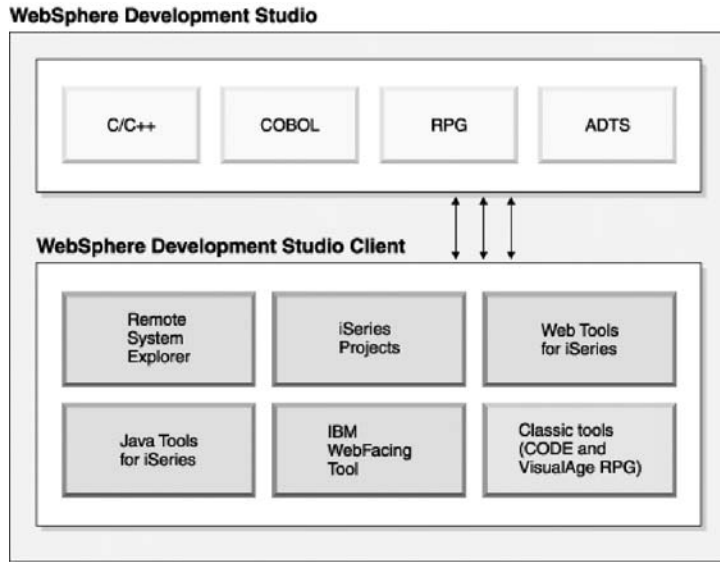 WebSphere Development Studio
C/C++
COBOL
RPG
ADTS
WebSphere Development Studio Client
Remote
System
Explorer
iSeries
Projects
Web Tools
for iSeries
Java Tools
for iSeries
IBM
WebFacing
Tool
Classic tools
(CODE and
VisualAge RPG)